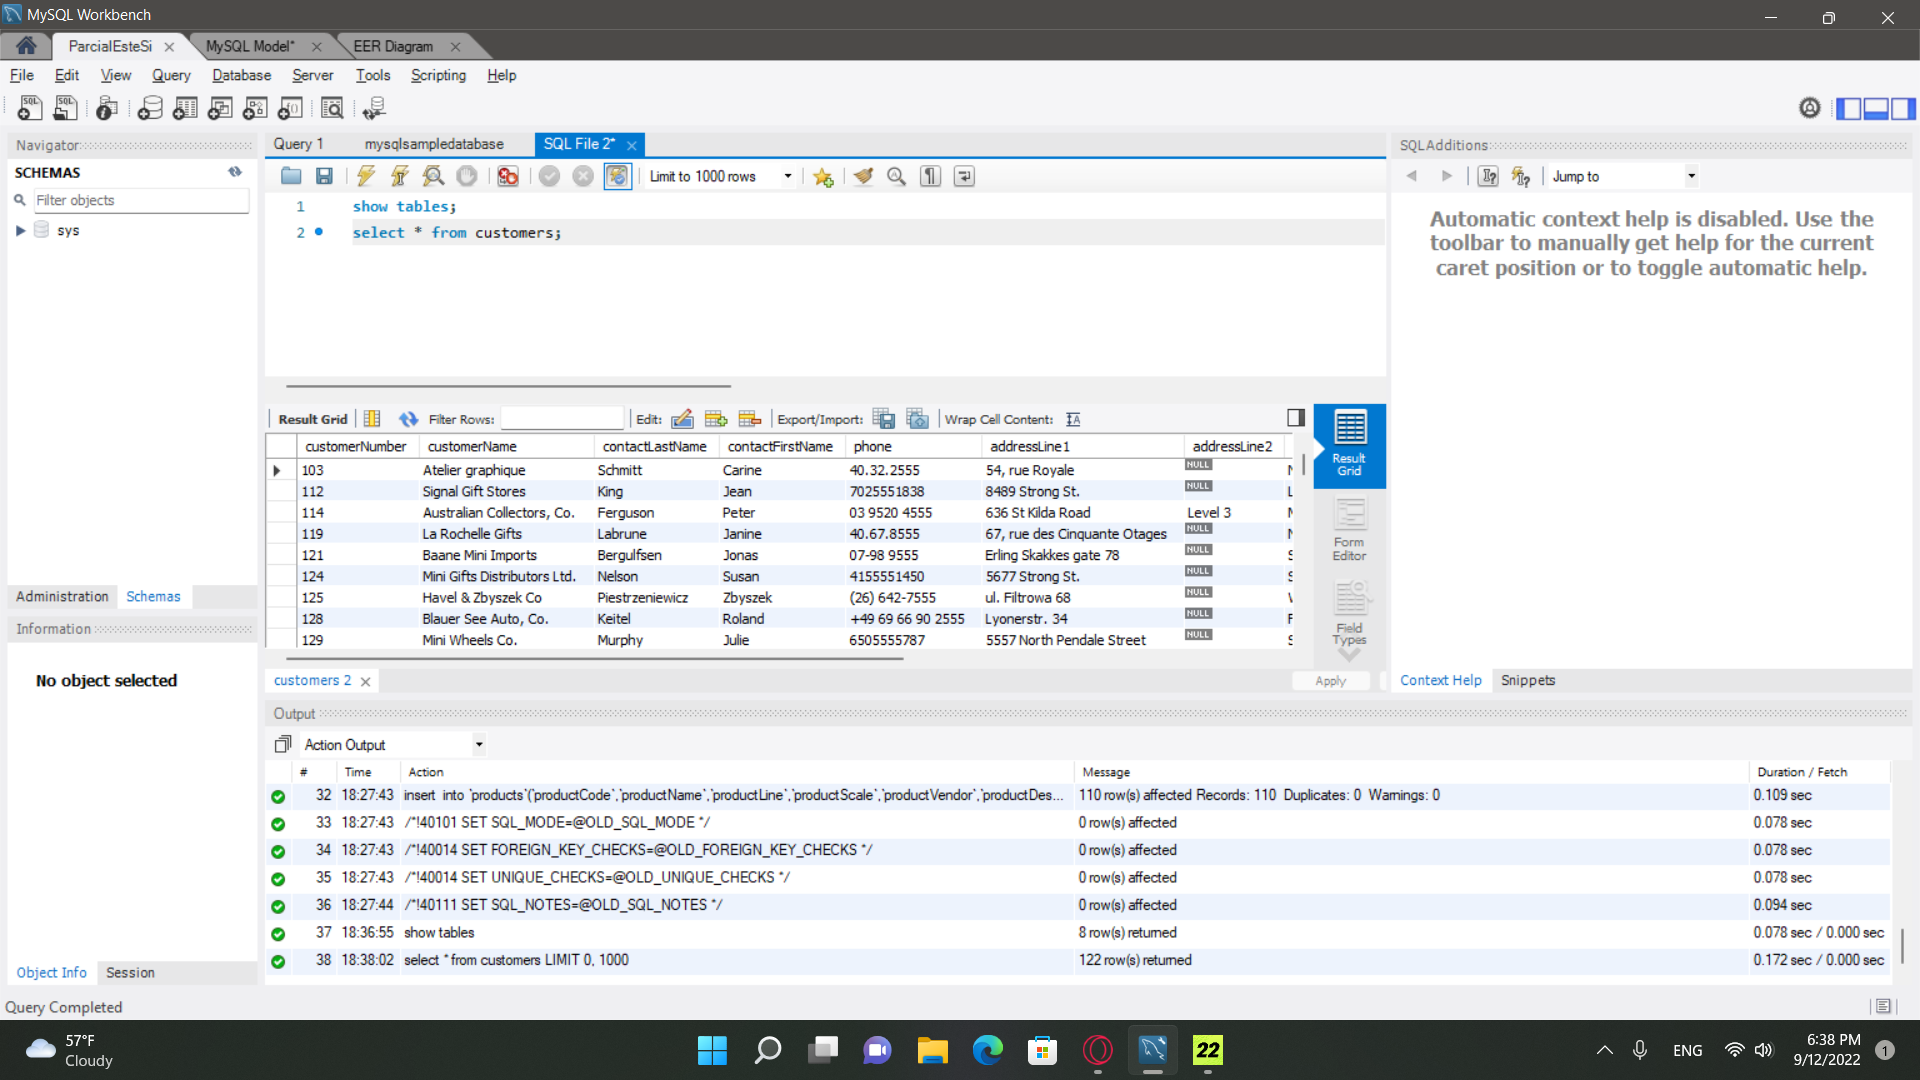 MySQL Workbench
ParcialEsteSi
MySQL Model*
EER Diagram
File Edit View Query Database Server Tools Scripting Help
Navigator
SCHEMAS
Filter objects
sys
Administration Schemas
Information
No object selected
Object Info Session
Query 1 mysqlsampledatabase SQL File 2*
Limit to 1000 rows
1 show tables;
2 select * from customers;
Result Grid Filter Rows: Edit: Export/Import: Wrap Cell Content:
customerNumber customerName contactLastName contactFirstName phone addressLine1 addressLine2
103 Atelier graphique Schmitt Carine 40.32.2555 54, rue Royale NULL
112 Signal Gift Stores King Jean 7025551838 8489 Strong St. NULL
114 Australian Collectors, Co. Ferguson Peter 03 9520 4555 636 St Kilda Road Level 3
119 La Rochelle Gifts Labrune Janine 40.67.8555 67, rue des Cinquante Otages NULL
121 Baane Mini Imports Bergulfsen Jonas 07-98 9555 Erling Skakkes gate 78 NULL
124 Mini Gifts Distributors Ltd. Nelson Susan 4155551450 5677 Strong St. NULL
125 Havel & Zbyszek Co Piestrzeniewicz Zbyszek (26) 642-7555 ul. Filtrowa 68 NULL
128 Blauer See Auto, Co. Keitel Roland +49 69 66 90 2555 Lyonerstr. 34 NULL
129 Mini Wheels Co. Murphy Julie 6505555787 5557 North Pendale Street NULL
Result
Grid
Form
Editor
Field
Types
customers 2
Apply
SQLAdditions
Jump to
Automatic context help is disabled. Use the
toolbar to manually get help for the current
caret position or to toggle automatic help.
Context Help Snippets
Output
Action Output
# Time Action Message Duration / Fetch
32 18:27:43 insert into `products`(`productCode`,`productName`,`productLine`,`productScale`,`productVendor`,`productDes... 110 row(s) affected Records: 110 Duplicates: 0 Warnings: 0 0.109 sec
33 18:27:43 /*!40101 SET SQL_MODE=@OLD_SQL_MODE */ 0 row(s) affected 0.078 sec
34 18:27:43 /*!40014 SET FOREIGN_KEY_CHECKS=@OLD_FOREIGN_KEY_CHECKS */ 0 row(s) affected 0.078 sec
35 18:27:43 /*!40014 SET UNIQUE_CHECKS=@OLD_UNIQUE_CHECKS */ 0 row(s) affected 0.078 sec
36 18:27:44 /*!40111 SET SQL_NOTES=@OLD_SQL_NOTES */ 0 row(s) affected 0.094 sec
37 18:36:55 show tables 8 row(s) returned 0.078 sec / 0.000 sec
38 18:38:02 select * from customers LIMIT 0, 1000 122 row(s) returned 0.172 sec / 0.000 sec
Query Completed
57°F
Cloudy
22
ENG
6:38 PM
9/12/2022
1